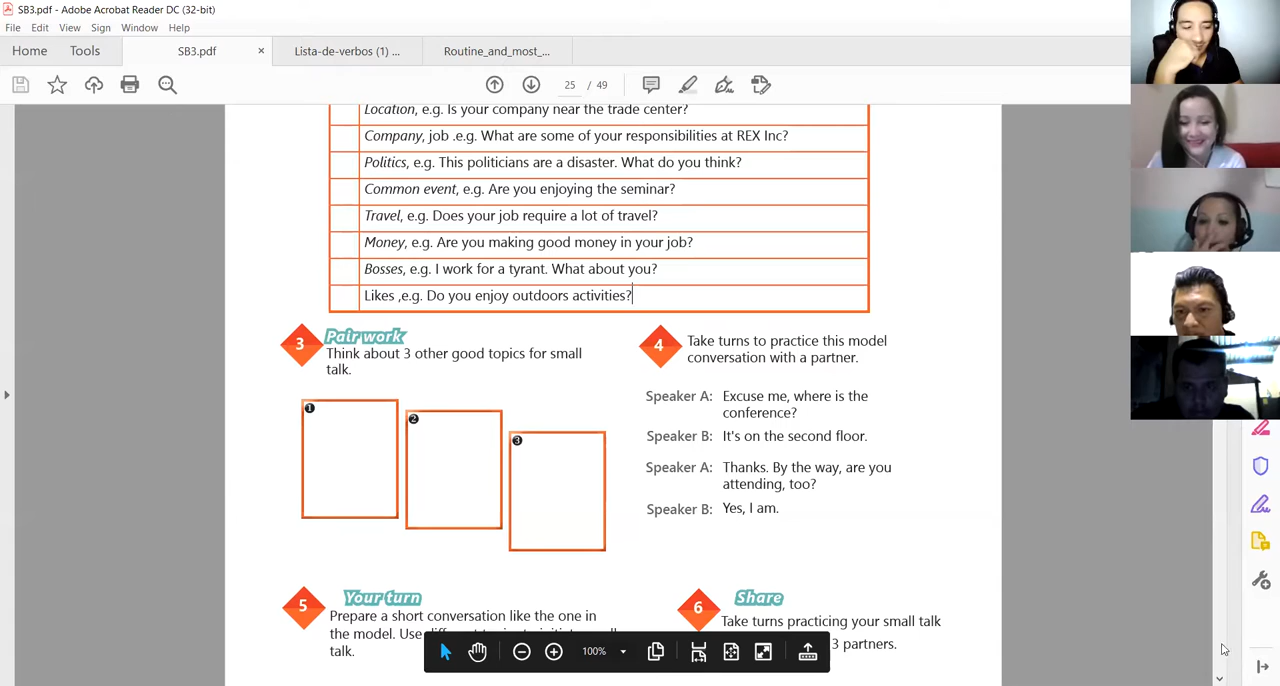 SB3.pdf - Adobe Acrobat Reader DC (32-bit)
File Edit View Sign Window Help
Home Tools SB3.pdf × Lista-de-verbos (1) ... Routine_and_most_...
25 / 49
Location, e.g. Is your company near the trade center?
Company, job .e.g. What are some of your responsibilities at REX Inc?
Politics, e.g. This politicians are a disaster. What do you think?
Common event, e.g. Are you enjoying the seminar?
Travel, e.g. Does your job require a lot of travel?
Money, e.g. Are you making good money in your job?
Bosses, e.g. I work for a tyrant. What about you?
Likes ,e.g. Do you enjoy outdoors activities?
3 Pair work
Think about 3 other good topics for small
talk.
1
2
3
4 Take turns to practice this model
conversation with a partner.
Speaker A: Excuse me, where is the
conference?
Speaker B: It's on the second floor.
Speaker A: Thanks. By the way, are you
attending, too?
Speaker B: Yes, I am.
5 Your turn
Prepare a short conversation like the one in
the model. Use
talk.
6 Share
Take turns practicing your small talk
3 partners.
100%